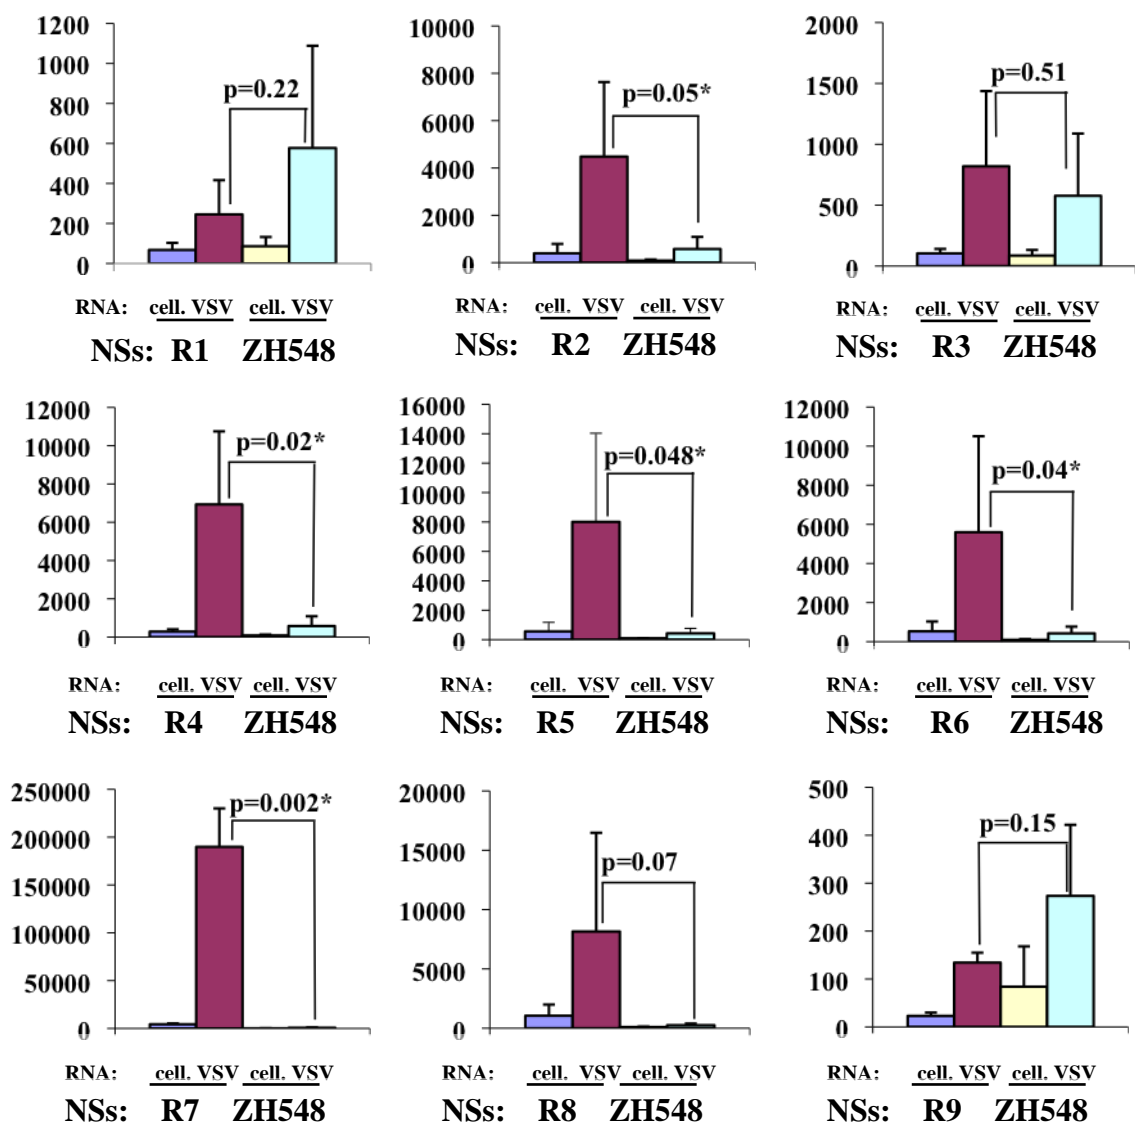 1200
1000
800
600
400
200
0
p=0.22
RNA: cell. VSV cell. VSV
NSs: R1 ZH548
10000
8000
6000
4000
2000
0
p=0.05*
RNA: cell. VSV cell. VSV
NSs: R2 ZH548
2000
1500
1000
500
0
p=0.51
RNA: cell. VSV cell. VSV
NSs: R3 ZH548
12000
10000
8000
6000
4000
2000
0
p=0.02*
RNA: cell. VSV cell. VSV
NSs: R4 ZH548
16000
14000
12000
10000
8000
6000
4000
2000
0
p=0.048*
RNA: cell. VSV cell. VSV
NSs: R5 ZH548
12000
10000
8000
6000
4000
2000
0
p=0.04*
RNA: cell. VSV cell. VSV
NSs: R6 ZH548
250000
200000
150000
100000
50000
0
p=0.002*
RNA: cell. VSV cell. VSV
NSs: R7 ZH548
20000
15000
10000
5000
0
p=0.07
RNA: cell. VSV cell. VSV
NSs: R8 ZH548
500
400
300
200
100
0
p=0.15
RNA: cell. VSV cell. VSV
NSs: R9 ZH548